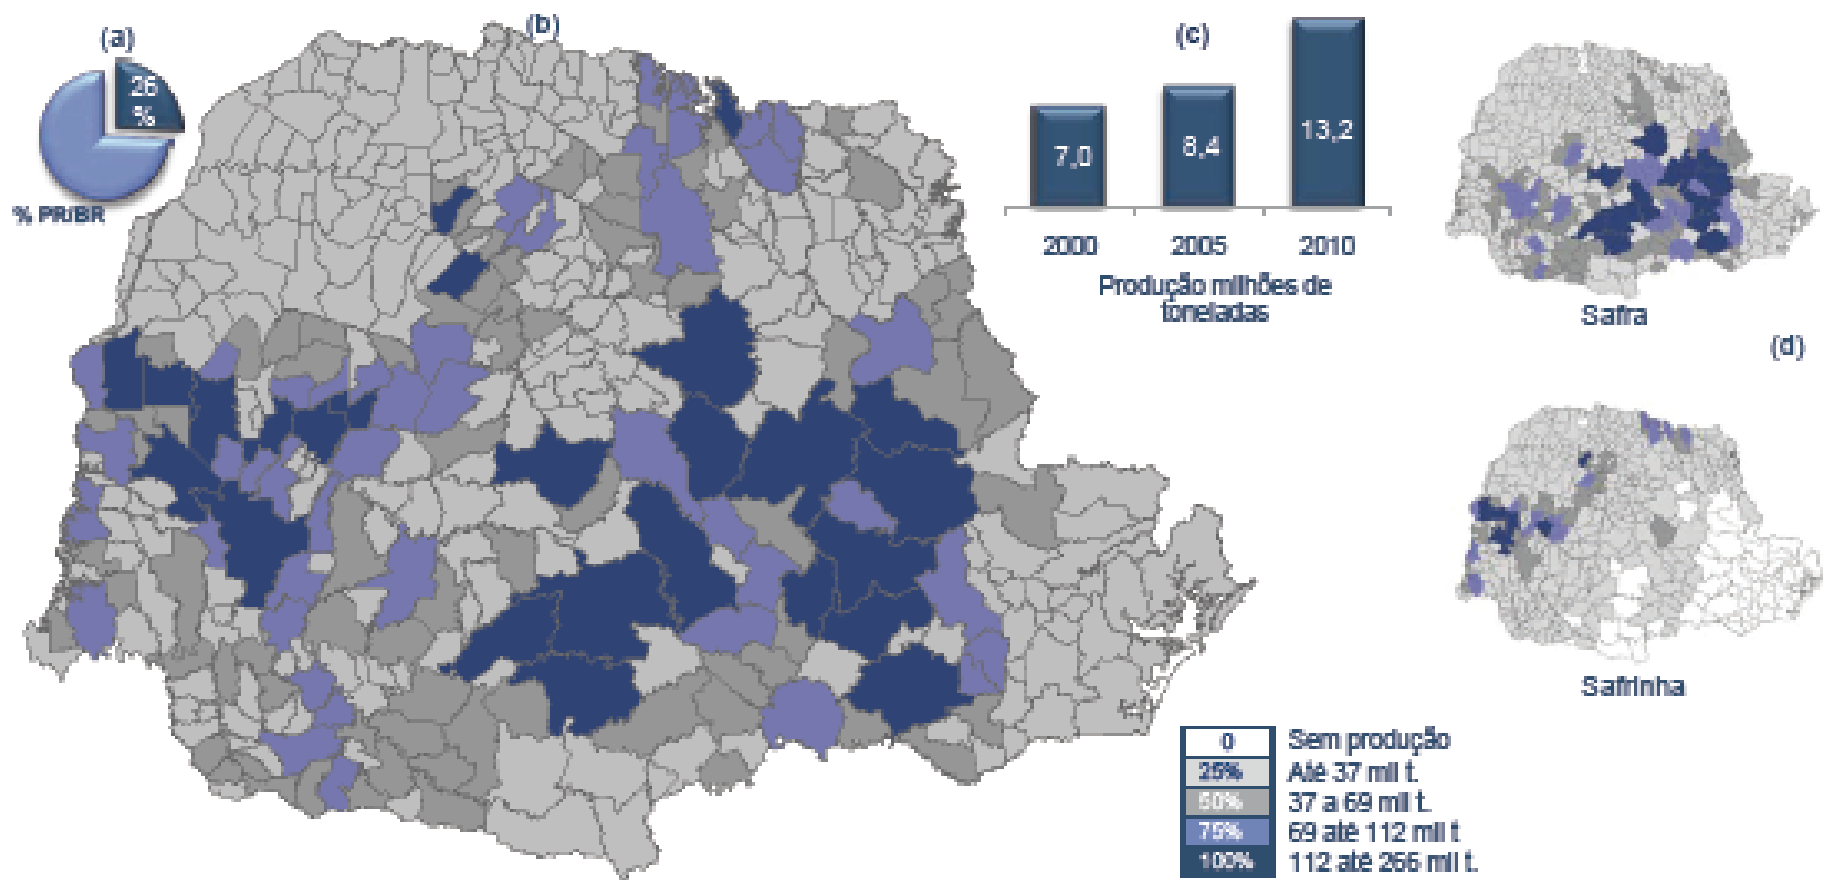 (a)
26
%
% PR/BR
(b)
(c)
7,0
8,4
13,2
2000
2005
2010
Produção milhões de
toneladas
Safra
(d)
Safrinha
0 Sem produção
25% Até 37 mil t.
50% 37 a 69 mil t.
75% 69 até 112 mil t
100% 112 até 266 mil t.